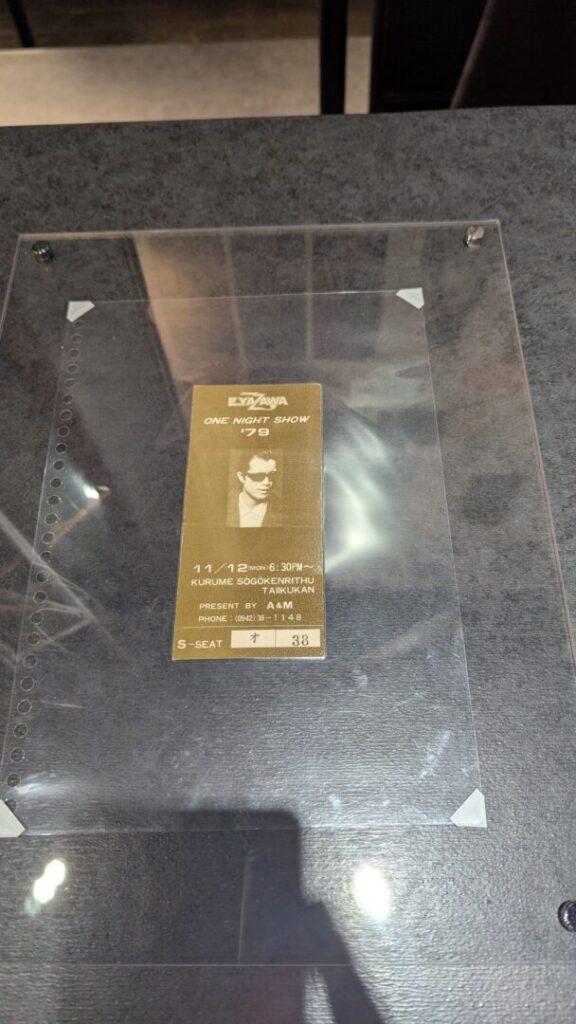 E.YAZAWA
ONE NIGHT SHOW
'79
11/12(MON)6:30PM~
KURUME SŌGŌKENRITHU
TAIIKUKAN
PRESENT BY A&M
PHONE:(0942)38-1148
S-SEAT オ 38